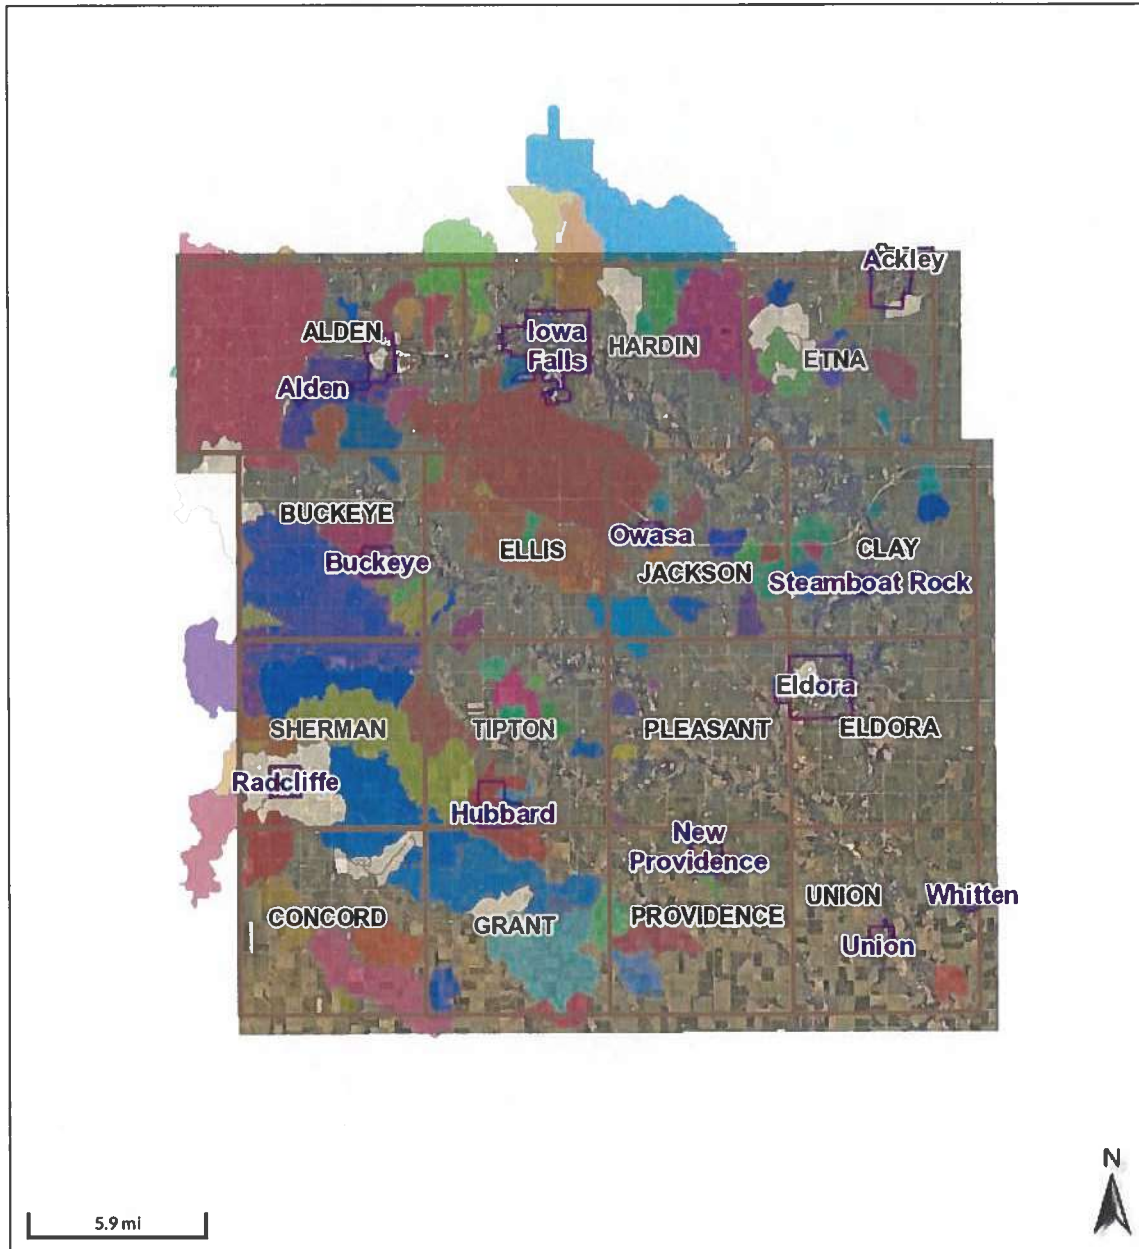 Ackley
ALDEN
Iowa
Falls
HARDIN
ETNA
Alden
BUCKEYE
Buckeye
ELLIS
Owasa
JACKSON
CLAY
Steamboat Rock
Eldora
SHERMAN
TIPTON
PLEASANT
ELDORA
Radcliffe
Hubbard
New
Providence
UNION
Whitten
CONCORD
GRANT
PROVIDENCE
Union
N
5.9 mi